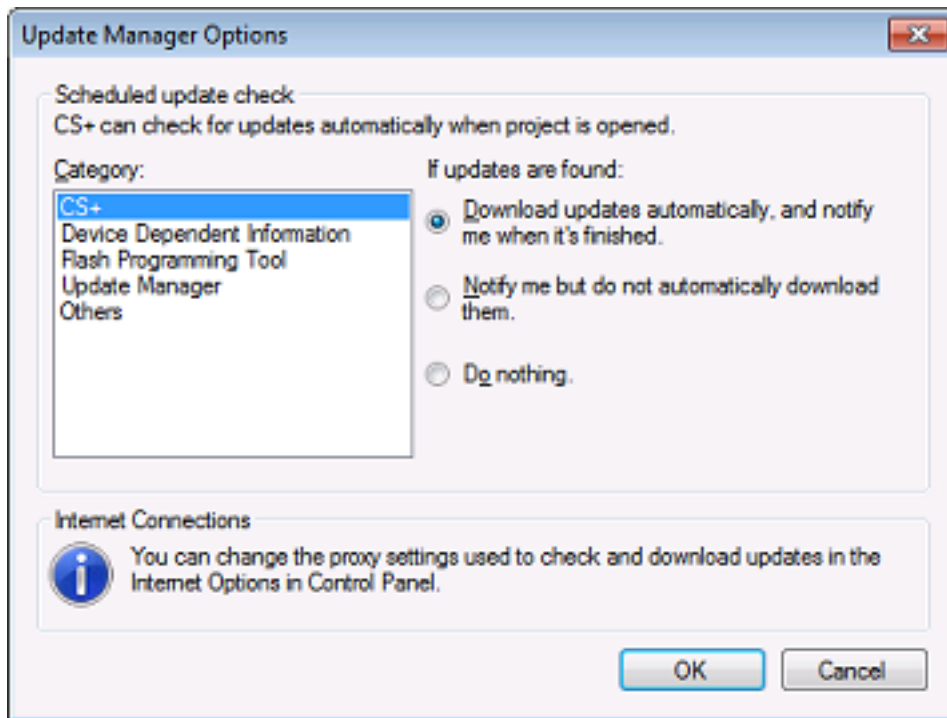 Update Manager Options
Scheduled update check
CS+ can check for updates automatically when project is opened.
Category:
CS+
Device Dependent Information
Flash Programming Tool
Update Manager
Others
If updates are found:
Download updates automatically, and notify
me when it's finished.
Notify me but do not automatically download
them.
Do nothing.
Internet Connections
You can change the proxy settings used to check and download updates in the
Internet Options in Control Panel.
OK
Cancel